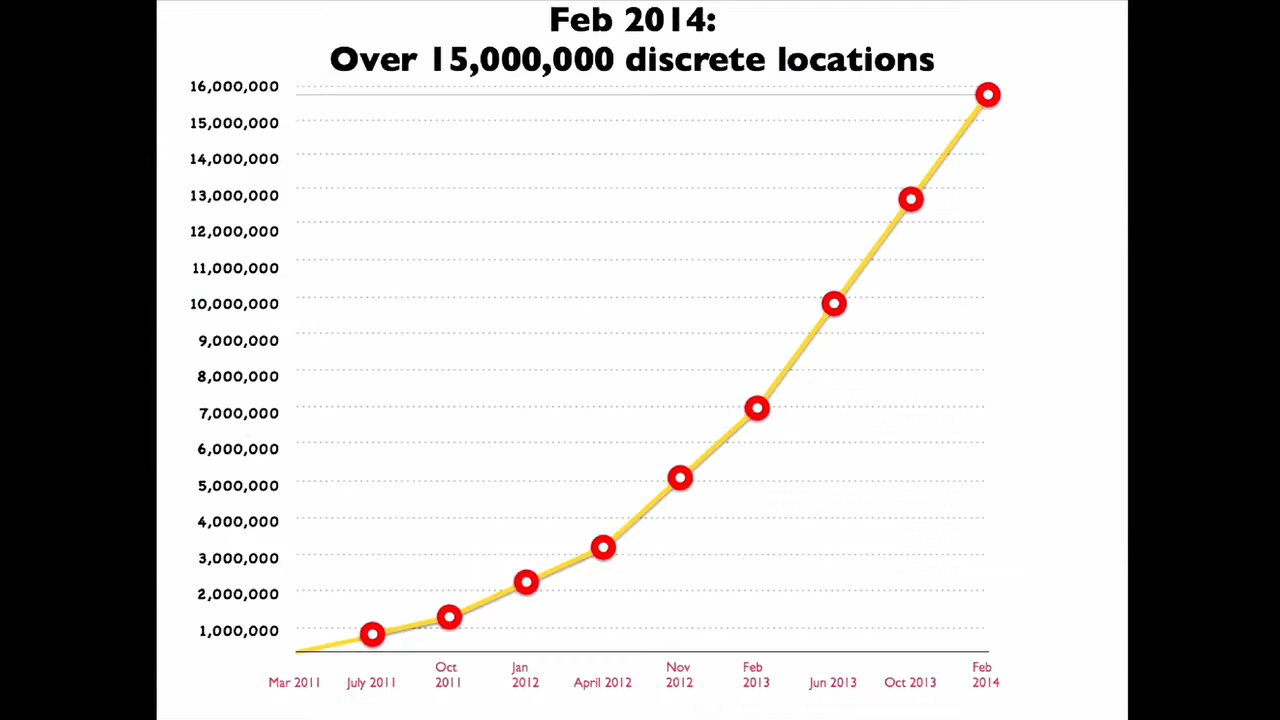 Feb 2014:
Over 15,000,000 discrete locations
16,000,000
15,000,000
14,000,000
13,000,000
12,000,000
11,000,000
10,000,000
9,000,000
8,000,000
7,000,000
6,000,000
5,000,000
4,000,000
3,000,000
2,000,000
1,000,000
Mar 2011
July 2011
Oct
2011
Jan
2012
April 2012
Nov
2012
Feb
2013
Jun 2013
Oct 2013
Feb
2014